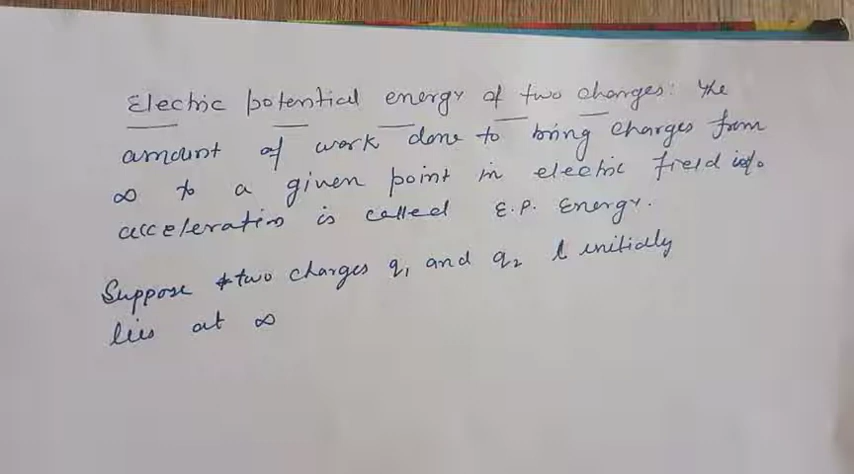 Electric potential energy of two charges: The
amount of work done to bring charges from
∞ to a given point in electric field w/o
acceleration is called E.P. Energy.
Suppose two charges q₁ and q₂ initially
lies at ∞